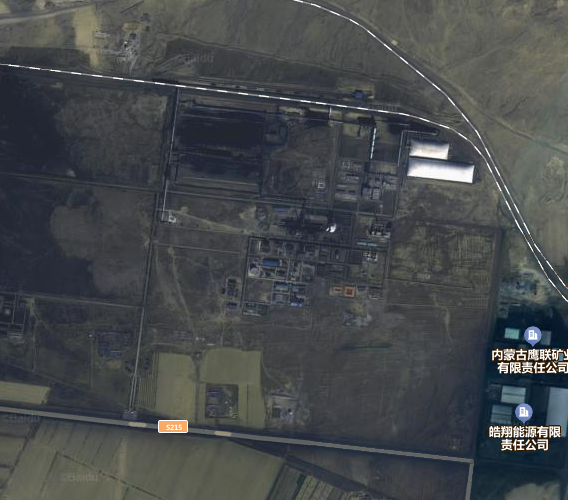 内蒙古鹰联矿业
有限责任公司
皓翔能源有限
责任公司
S215
©Baidu